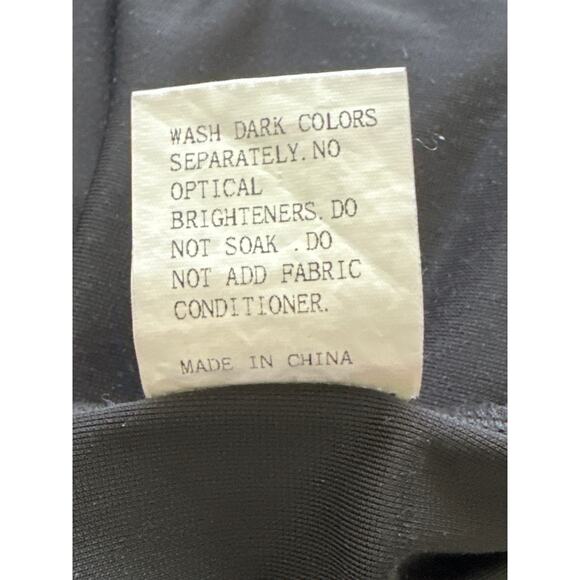 WASH DARK COLORS
SEPARATELY. NO
OPTICAL
BRIGHTENERS. DO
NOT SOAK . DO
NOT ADD FABRIC
CONDITIONER.
MADE IN CHINA